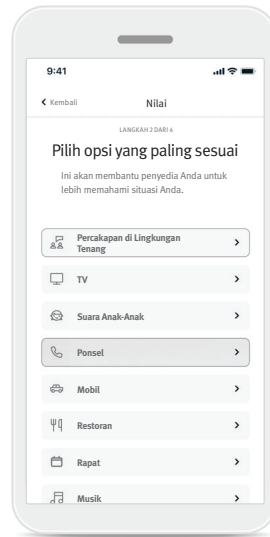 9:41
Kembali
Nilai
LANGKAH 2 DARI 6
Pilih opsi yang paling sesuai
Ini akan membantu penyedia Anda untuk
lebih memahami situasi Anda.
Percakapan di Lingkungan
Tenang
TV
Suara Anak-Anak
Ponsel
Mobil
Restoran
Rapat
Musik